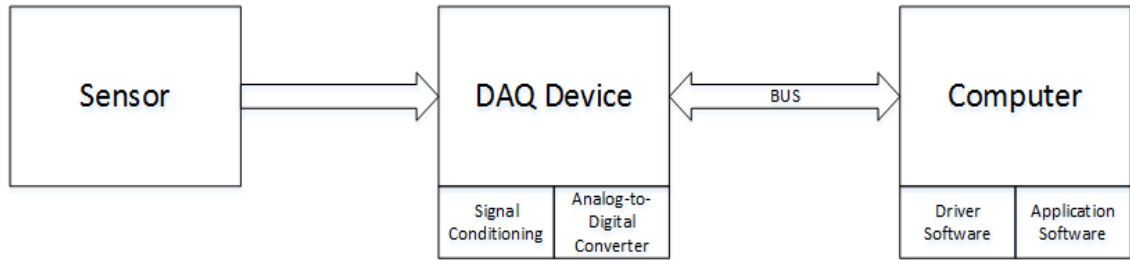 Sensor
DAQ Device
BUS
Computer
Signal
Conditioning
Analog-to-
Digital
Converter
Driver
Software
Application
Software